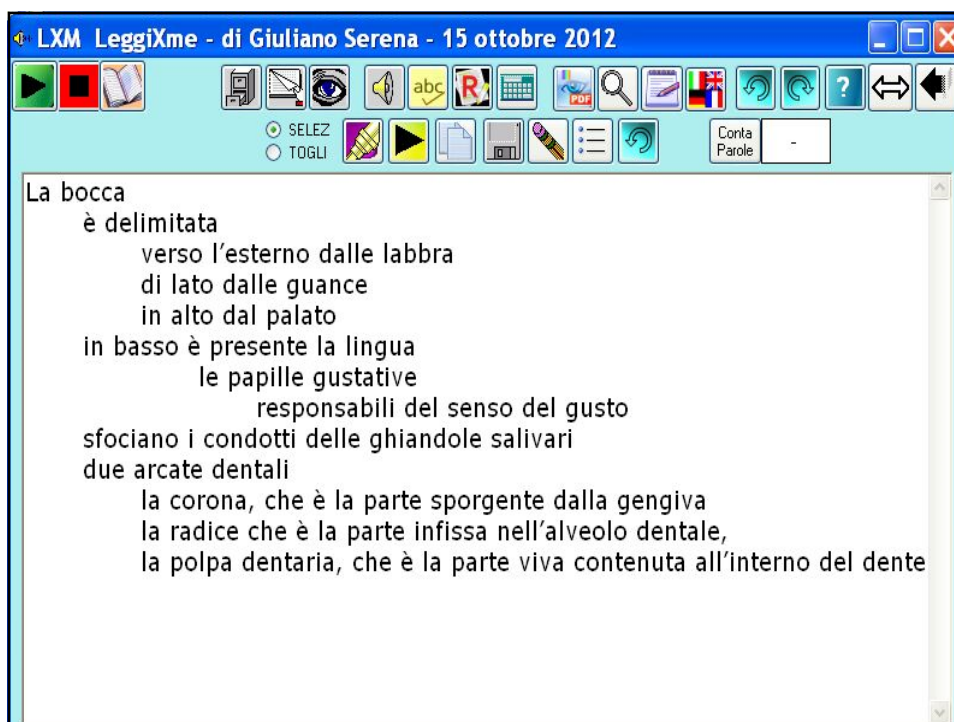 LXM LeggiXme - di Giuliano Serena - 15 ottobre 2012
abc R PDF ?
SELEZ
TOGLI
Conta
Parole
-
La bocca
è delimitata
verso l'esterno dalle labbra
di lato dalle guance
in alto dal palato
in basso è presente la lingua
le papille gustative
responsabili del senso del gusto
sfociano i condotti delle ghiandole salivari
due arcate dentali
la corona, che è la parte sporgente dalla gengiva
la radice che è la parte infissa nell'alveolo dentale,
la polpa dentaria, che è la parte viva contenuta all'interno del dente